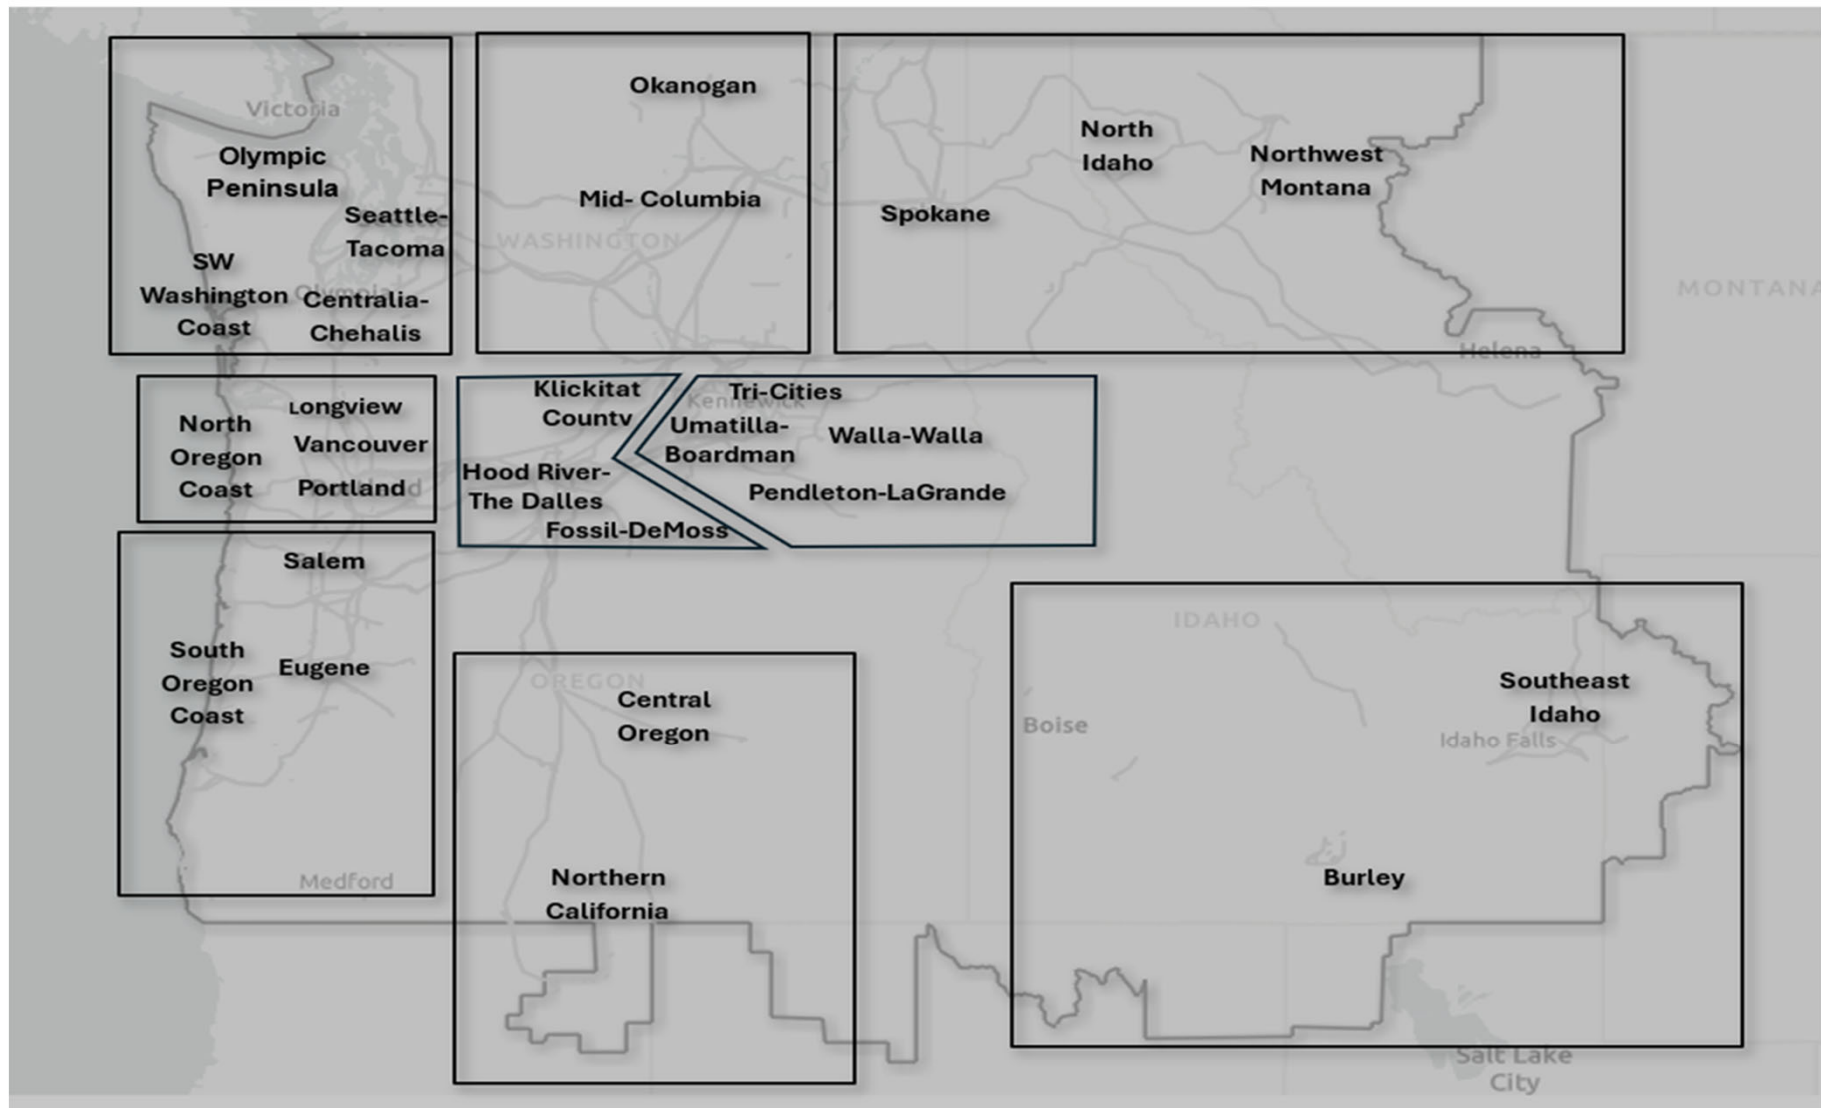 Victoria
Olympic
Peninsula
Seattle-
Tacoma
SW
Washington
Coast
Olympia
Centralia-
Chehalis
Okanogan
Mid- Columbia
WASHINGTON
Spokane
North
Idaho
Northwest
Montana
MONTANA
Helena
North
Oregon
Coast
Longview
Vancouver
Portland
Klickitat
County
Hood River-
The Dalles
Fossil-DeMoss
Tri-Cities
Kennewick
Umatilla-
Boardman
Walla-Walla
Pendleton-LaGrande
Salem
South
Oregon
Coast
Eugene
Medford
OREGON
Central
Oregon
Northern
California
IDAHO
Boise
Southeast
Idaho
Idaho Falls
Burley
Salt Lake
City